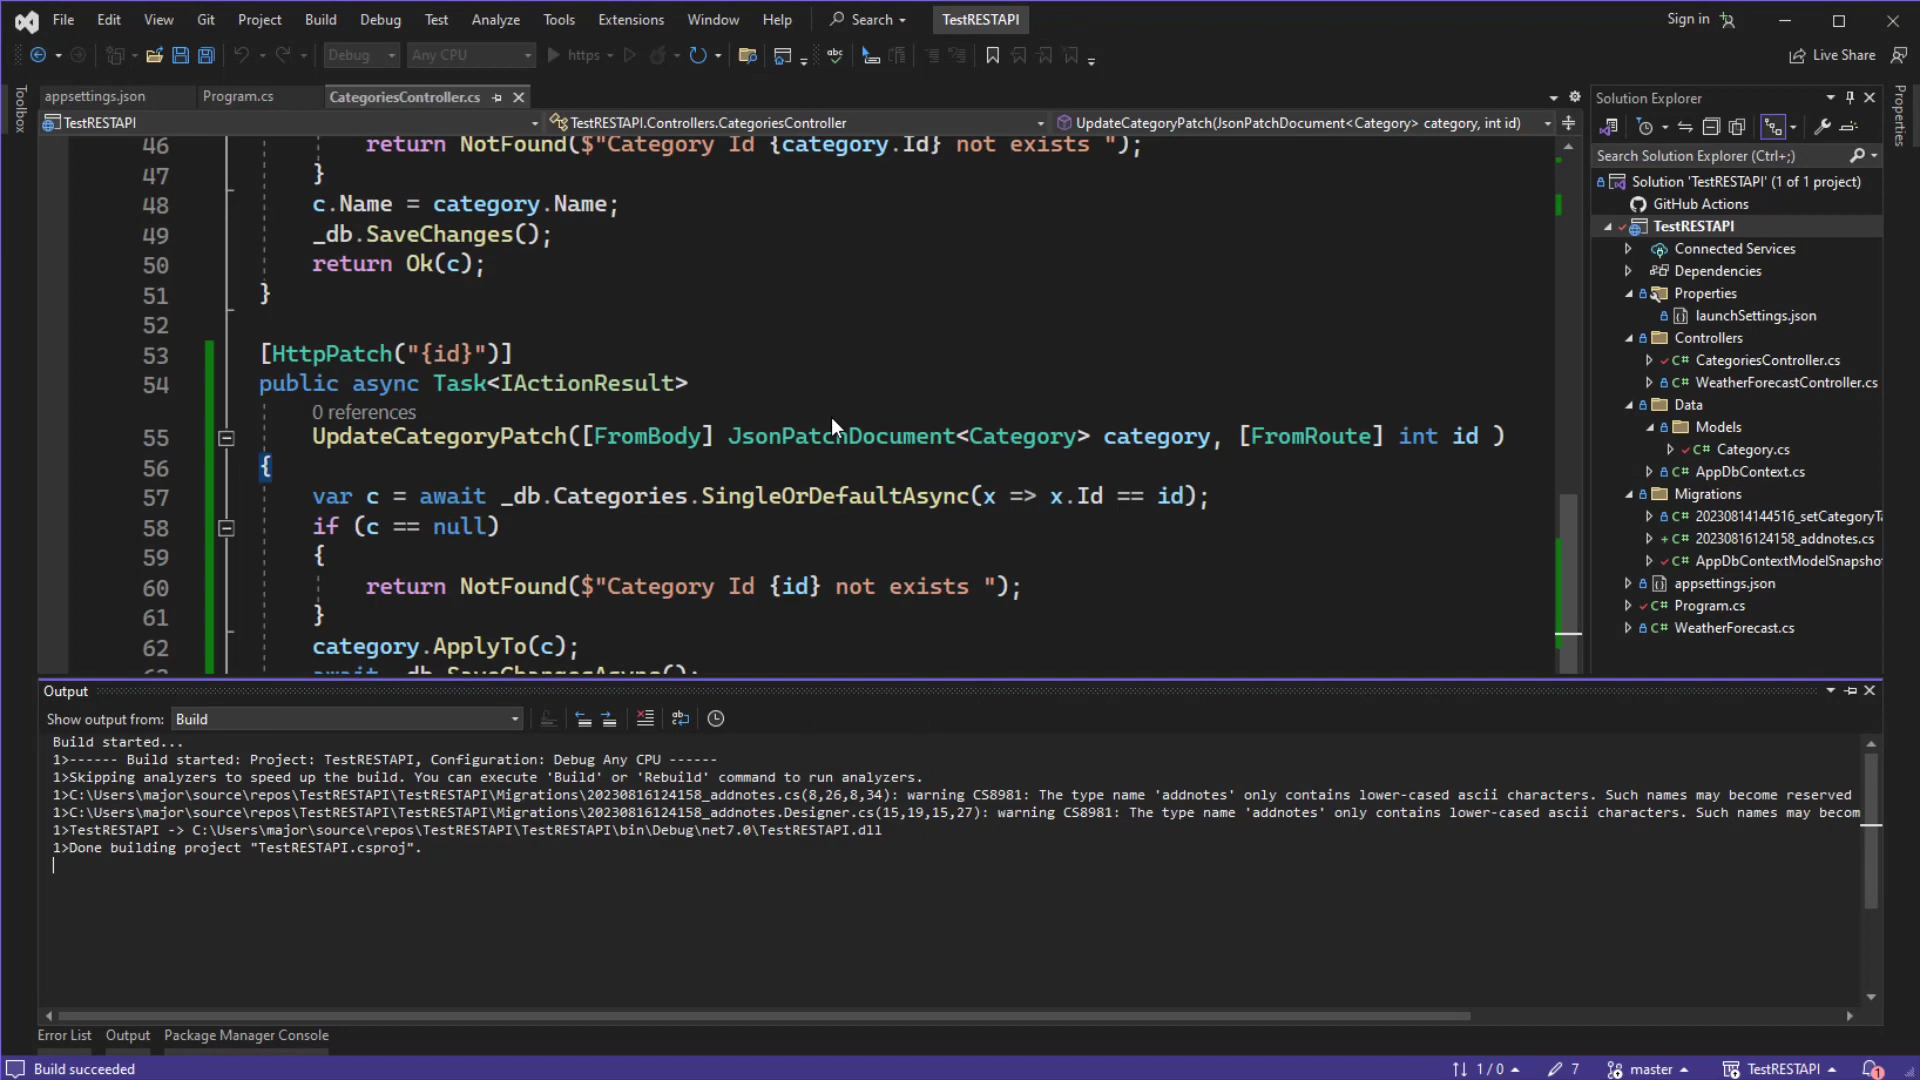 File Edit View Git Project Build Debug Test Analyze Tools Extensions Window Help Search TestRESTAPI Sign in
Debug Any CPU https abc Live Share
Toolbox
appsettings.json Program.cs CategoriesController.cs
TestRESTAPI TestRESTAPI.Controllers.CategoriesController UpdateCategoryPatch(JsonPatchDocument<Category> category, int id)
46 return NotFound($"Category Id {category.Id} not exists ");
47 }
48 c.Name = category.Name;
49 _db.SaveChanges();
50 return Ok(c);
51 }
52
53 [HttpPatch("{id}")]
54 public async Task<IActionResult>
0 references
55 UpdateCategoryPatch([FromBody] JsonPatchDocument<Category> category, [FromRoute] int id )
56 {
57 var c = await _db.Categories.SingleOrDefaultAsync(x => x.Id == id);
58 if (c == null)
59 {
60 return NotFound($"Category Id {id} not exists ");
61 }
62 category.ApplyTo(c);
63 await _db.SaveChangesAsync();
Solution Explorer
Search Solution Explorer (Ctrl+;)
Solution 'TestRESTAPI' (1 of 1 project)
GitHub Actions
TestRESTAPI
Connected Services
Dependencies
Properties
launchSettings.json
Controllers
C# CategoriesController.cs
C# WeatherForecastController.cs
Data
Models
C# Category.cs
C# AppDbContext.cs
Migrations
C# 20230814144516_setCategoryTa
C# 20230816124158_addnotes.cs
C# AppDbContextModelSnapsho
appsettings.json
C# Program.cs
C# WeatherForecast.cs
Properties
Output
Show output from: Build
Build started...
1>------ Build started: Project: TestRESTAPI, Configuration: Debug Any CPU ------
1>Skipping analyzers to speed up the build. You can execute 'Build' or 'Rebuild' command to run analyzers.
1>C:\Users\major\source\repos\TestRESTAPI\TestRESTAPI\Migrations\20230816124158_addnotes.cs(8,26,8,34): warning CS8981: The type name 'addnotes' only contains lower-cased ascii characters. Such names may become reserved
1>C:\Users\major\source\repos\TestRESTAPI\TestRESTAPI\Migrations\20230816124158_addnotes.Designer.cs(15,19,15,27): warning CS8981: The type name 'addnotes' only contains lower-cased ascii characters. Such names may becom
1>TestRESTAPI -> C:\Users\major\source\repos\TestRESTAPI\TestRESTAPI\bin\Debug\net7.0\TestRESTAPI.dll
1>Done building project "TestRESTAPI.csproj".
Error List Output Package Manager Console
Build succeeded 1 / 0 7 master TestRESTAPI 1